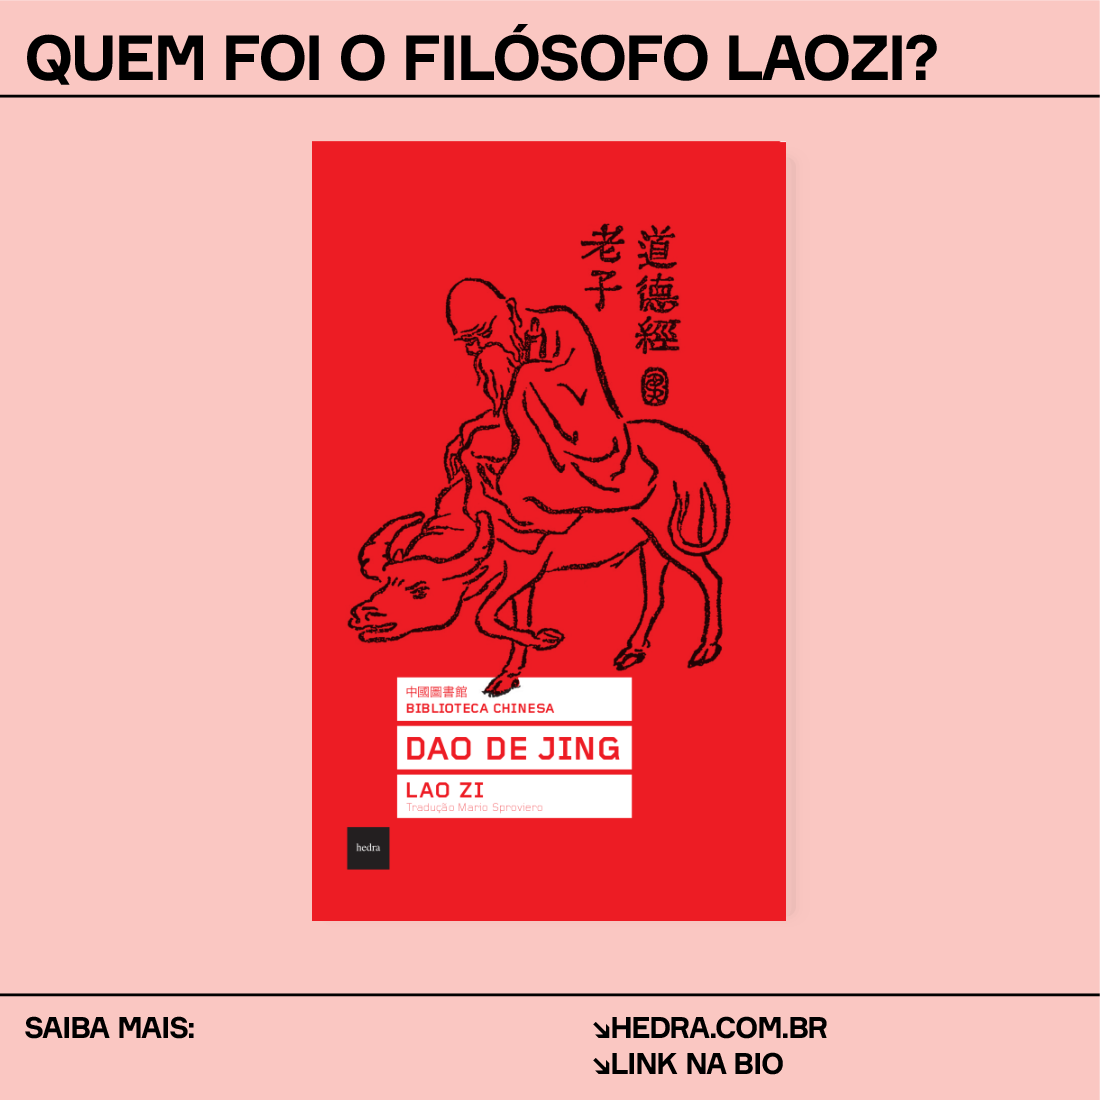 QUEM FOI O FILÓSOFO LAOZI?
道德經
老子
中國圖書館
BIBLIOTECA CHINESA
DAO DE JING
LAO ZI
Tradução Mario Sproviero
hedra
SAIBA MAIS:
↘HEDRA.COM.BR
↘LINK NA BIO